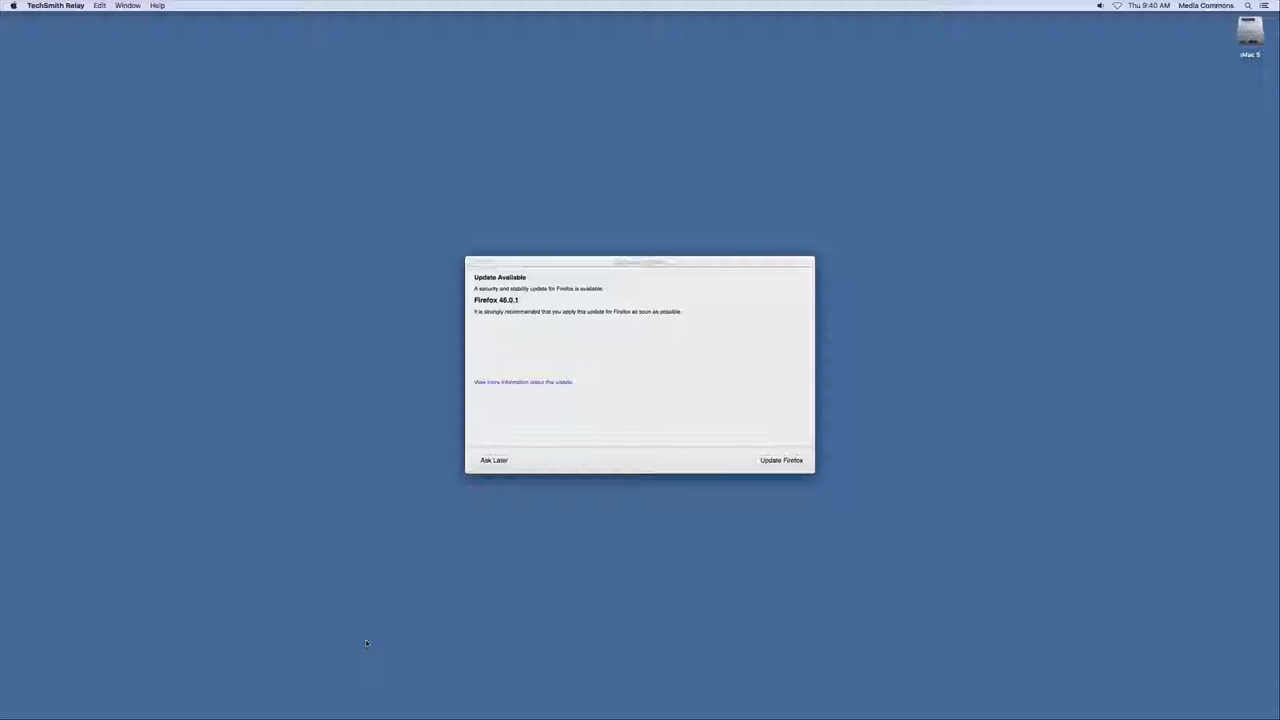 TechSmith Relay Edit Window Help Thu 9:40 AM Media Commons
iMac 5
Update Available
A security and stability update for Firefox is available.
Firefox 46.0.1
It is strongly recommended that you apply this update for Firefox as soon as possible.
View more information about this update.
Ask Later Update Firefox